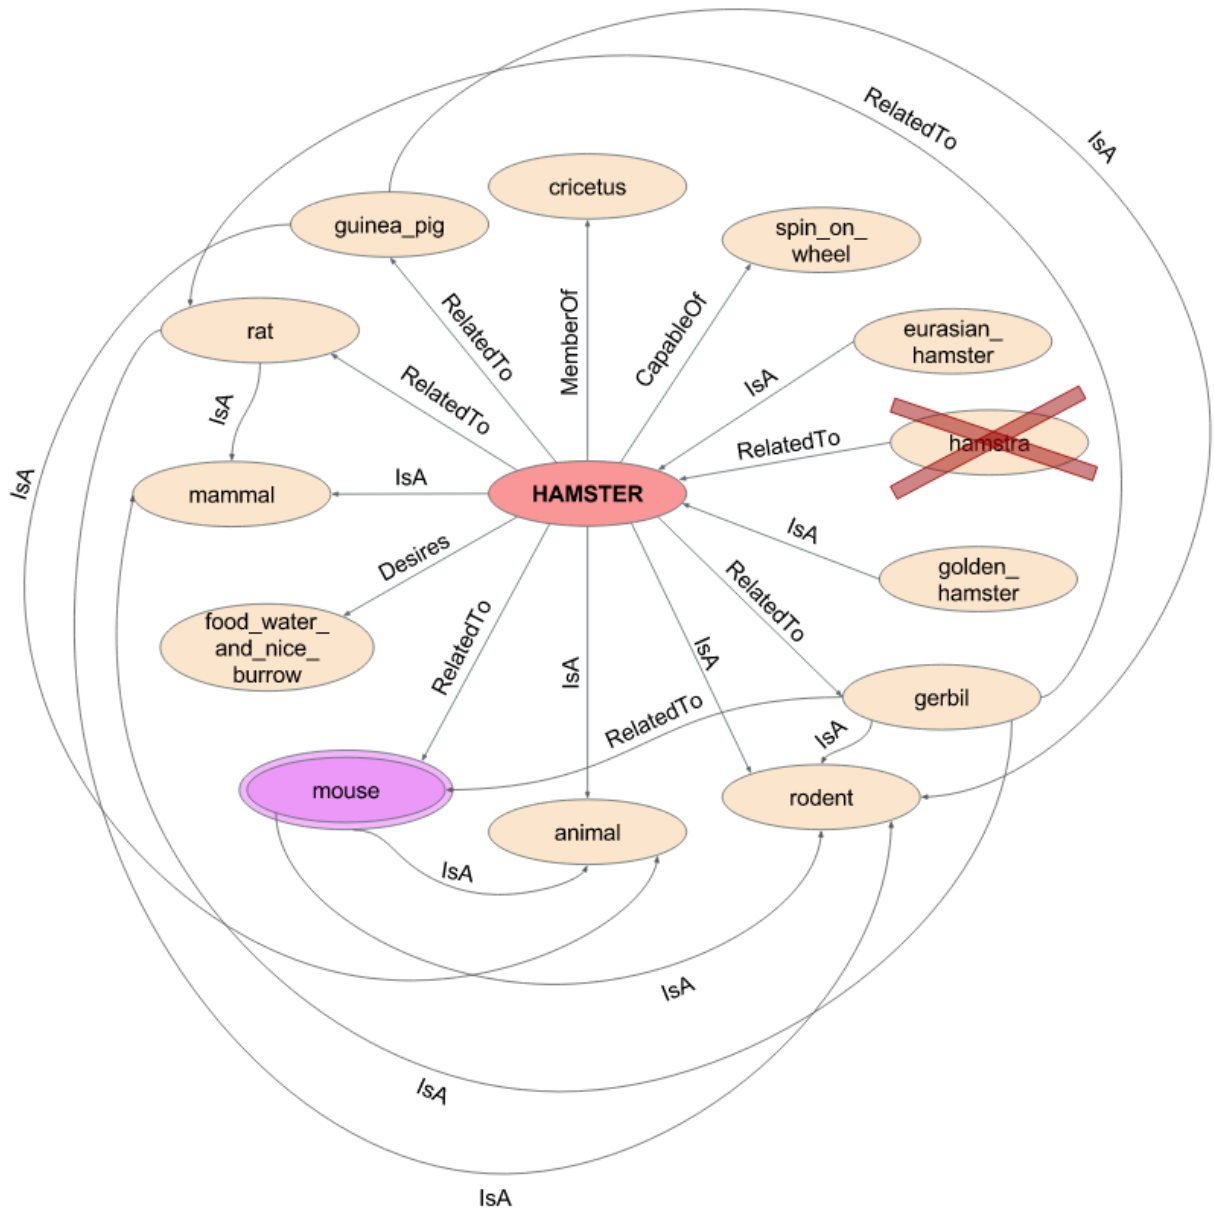 RelatedTo
IsA
cricetus
guinea_pig
spin_on_
wheel
rat
RelatedTo
MemberOf
CapableOf
eurasian_
hamster
IsA
RelatedTo
IsA
RelatedTo
hamstra
IsA
mammal
IsA
HAMSTER
IsA
Desires
RelatedTo
golden_
hamster
food_water_
and_nice_
burrow
RelatedTo
IsA
IsA
gerbil
RelatedTo
IsA
mouse
rodent
animal
IsA
IsA
IsA
IsA